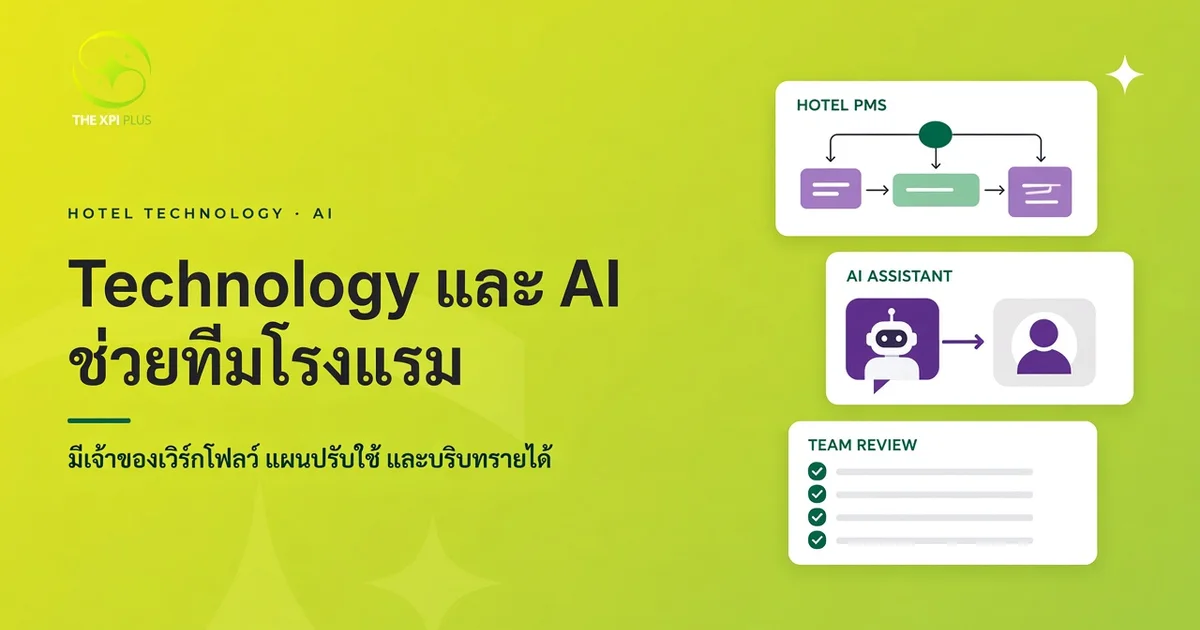 THE XPI PLUS
HOTEL TECHNOLOGY · AI
Technology และ AI
ช่วยทีมโรงแรม
มีเจ้าของเวิร์กโฟลว์ แผนปรับใช้ และบริบทรายได้
HOTEL PMS
AI ASSISTANT
TEAM REVIEW